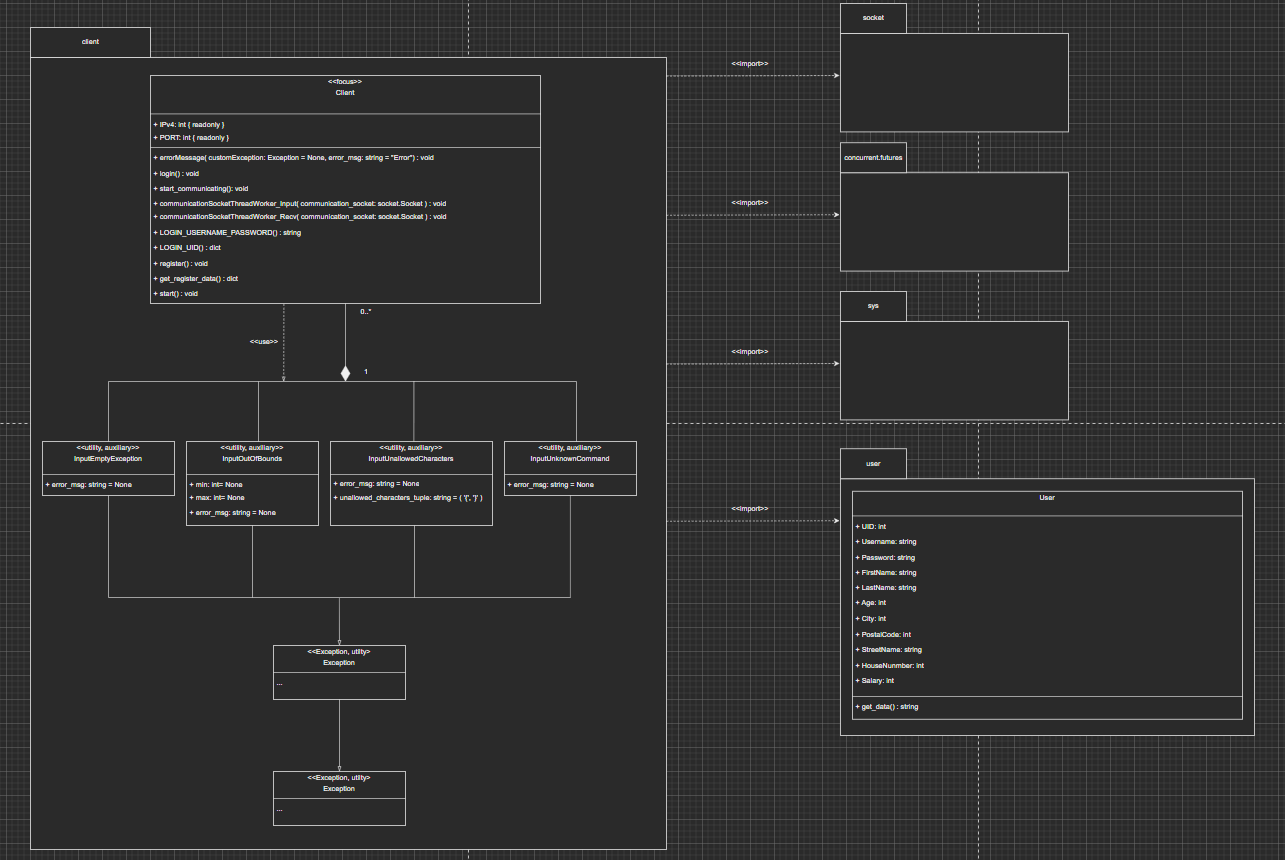 client
<<focus>>
Client
+ IPv4: int { readonly }
+ PORT: int { readonly }
+ errorMessage( customException: Exception = None, error_msg: string = "Error") : void
+ login() : void
+ start_communicating(): void
+ communicationSocketThreadWorker_Input( communication_socket: socket.Socket ) : void
+ communicationSocketThreadWorker_Recv( communication_socket: socket.Socket ) : void
+ LOGIN_USERNAME_PASSWORD() : string
+ LOGIN_UID() : dict
+ register() : void
+ get_register_data() : dict
+ start() : void
0..*
<<use>>
1
<<utility, auxiliary>>
InputEmptyException
+ error_msg: string = None
<<utility, auxiliary>>
InputOutOfBounds
+ min: int= None
+ max: int= None
+ error_msg: string = None
<<utility, auxiliary>>
InputUnallowedCharacters
+ error_msg: string = None
+ unallowed_characters_tuple: string = ( '{', '}' )
<<utility, auxiliary>>
InputUnknownCommand
+ error_msg: string = None
<<Exception, utlity>
Exception
...
<<Exception, utlity>
Exception
...
<<import>>
socket
<<import>>
concurrent.futures
<<import>>
sys
<<import>>
user
User
+ UID: int
+ Username: string
+ Password: string
+ FirstName: string
+ LastName: string
+ Age: int
+ City: int
+ PostalCode: int
+ StreetName: string
+ HouseNunmber: int
+ Salary: int
+ get_data() : string